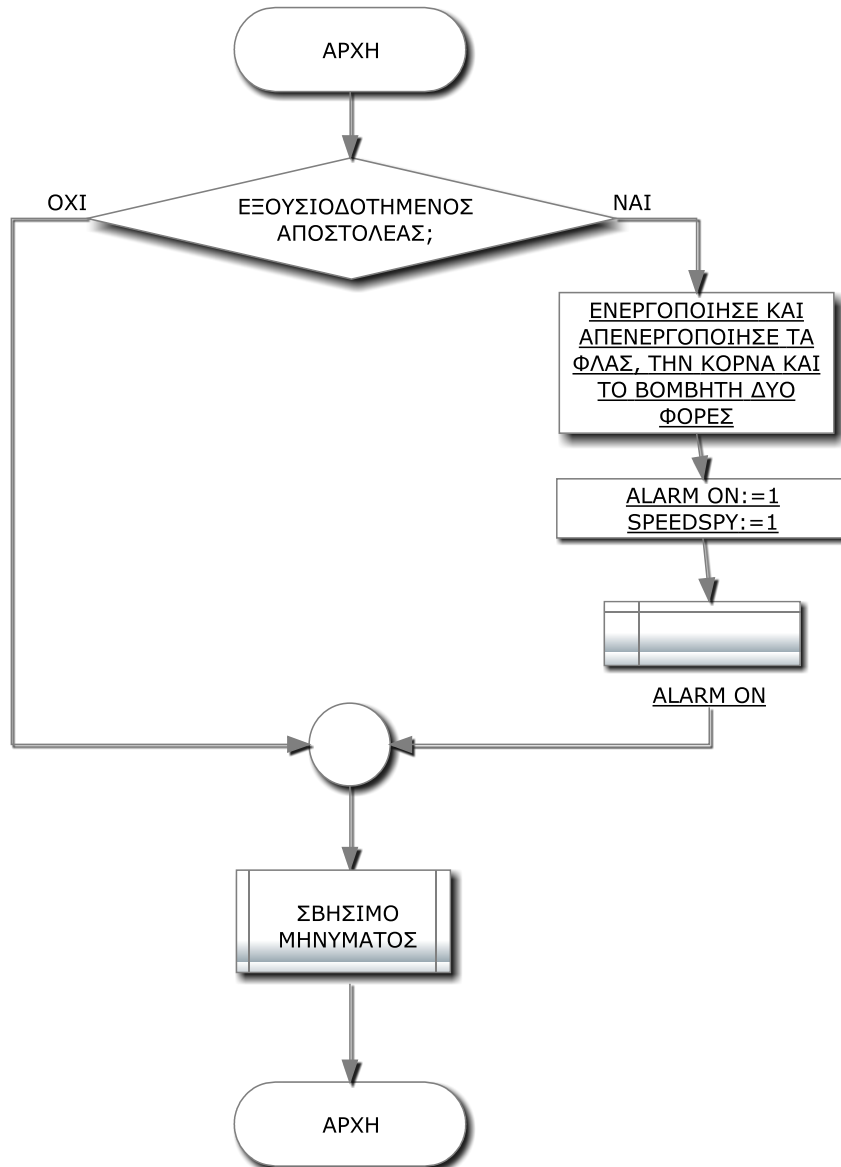 ΑΡΧΗ
ΟΧΙ
ΕΞΟΥΣΙΟΔΟΤΗΜΕΝΟΣ
ΑΠΟΣΤΟΛΕΑΣ;
ΝΑΙ
ΕΝΕΡΓΟΠΟΙΗΣΕ ΚΑΙ
ΑΠΕΝΕΡΓΟΠΟΙΗΣΕ ΤΑ
ΦΛΑΣ, ΤΗΝ ΚΟΡΝΑ ΚΑΙ
ΤΟ ΒΟΜΒΗΤΗ ΔΥΟ
ΦΟΡΕΣ
ALARM ON:=1
SPEEDSPY:=1
ALARM ON
ΣΒΗΣΙΜΟ
ΜΗΝΥΜΑΤΟΣ
ΑΡΧΗ